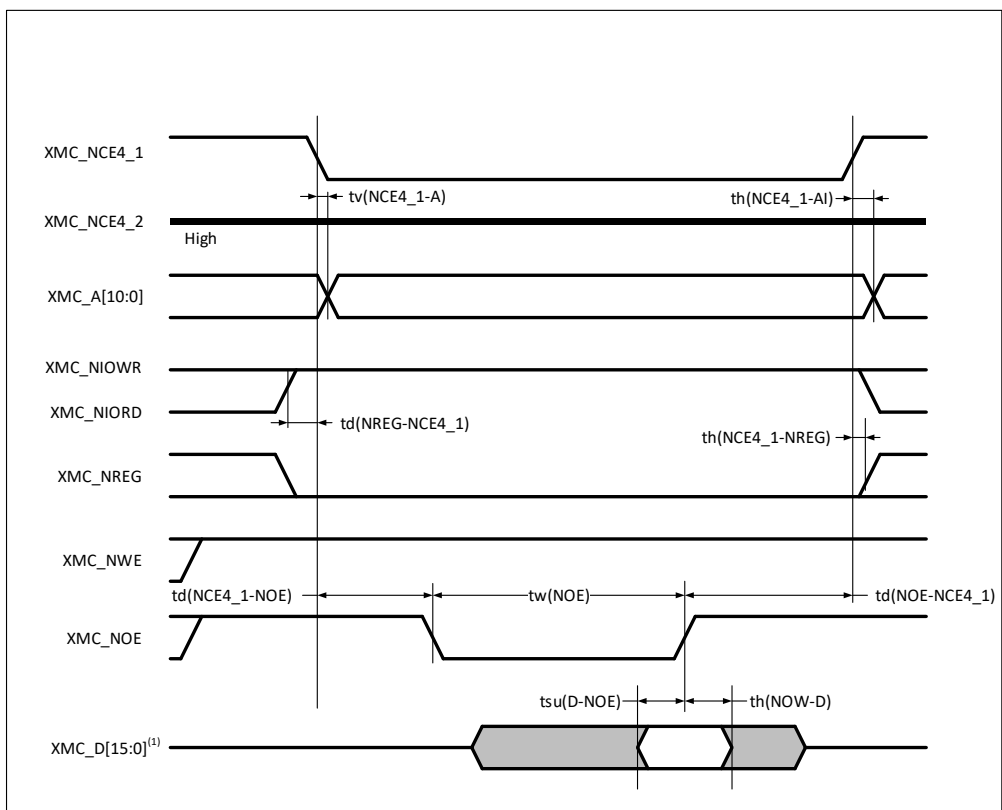 XMC_NCE4_1
tv(NCE4_1-A)
th(NCE4_1-AI)
XMC_NCE4_2
High
XMC_A[10:0]
XMC_NIOWR
XMC_NIORD
td(NREG-NCE4_1)
th(NCE4_1-NREG)
XMC_NREG
XMC_NWE
td(NCE4_1-NOE)
tw(NOE)
td(NOE-NCE4_1)
XMC_NOE
tsu(D-NOE)
th(NOW-D)
XMC_D[15:0](1)